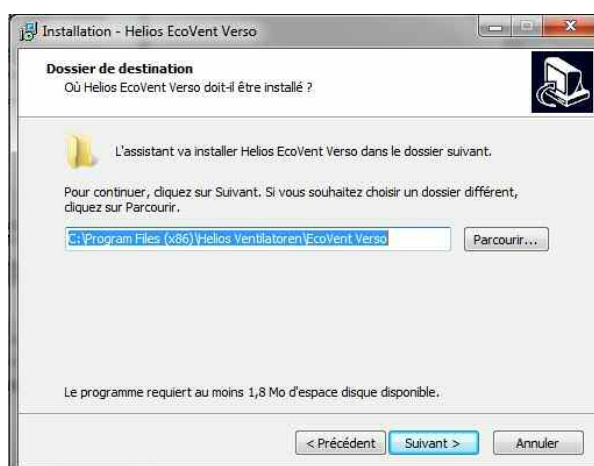 Installation - Helios EcoVent Verso
Dossier de destination
Où Helios EcoVent Verso doit-il être installé ?
L'assistant va installer Helios EcoVent Verso dans le dossier suivant.
Pour continuer, cliquez sur Suivant. Si vous souhaitez choisir un dossier différent,
cliquez sur Parcourir.
C:\Program Files (x86)\Helios Ventilatoren\EcoVent Verso
Parcourir...
Le programme requiert au moins 1,8 Mo d'espace disque disponible.
< Précédent
Suivant >
Annuler